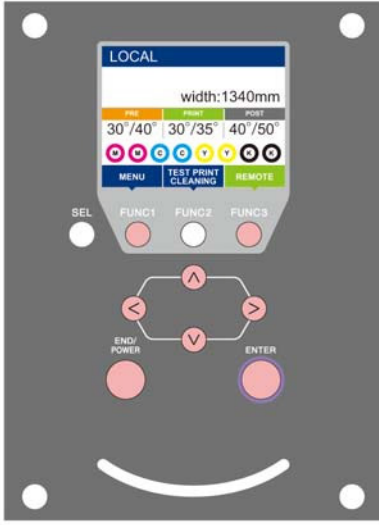 LOCAL
width:1340mm
PRE PRINT POST
30°/40° 30°/35° 40°/50°
M M C C Y Y K K
MENU TEST PRINT CLEANING REMOTE
SEL FUNC1 FUNC2 FUNC3
END/
POWER
ENTER